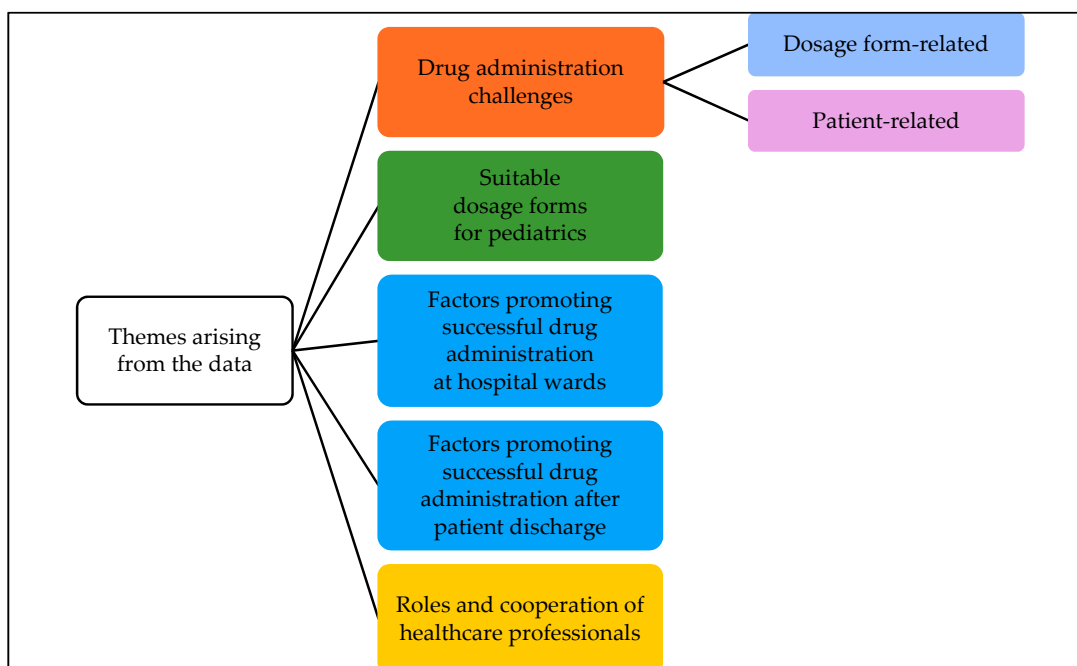 Themes arising
from the data
Drug administration
challenges
Dosage form-related
Patient-related
Suitable
dosage forms
for pediatrics
Factors promoting
successful drug
administration
at hospital wards
Factors promoting
successful drug
administration after
patient discharge
Roles and cooperation of
healthcare professionals